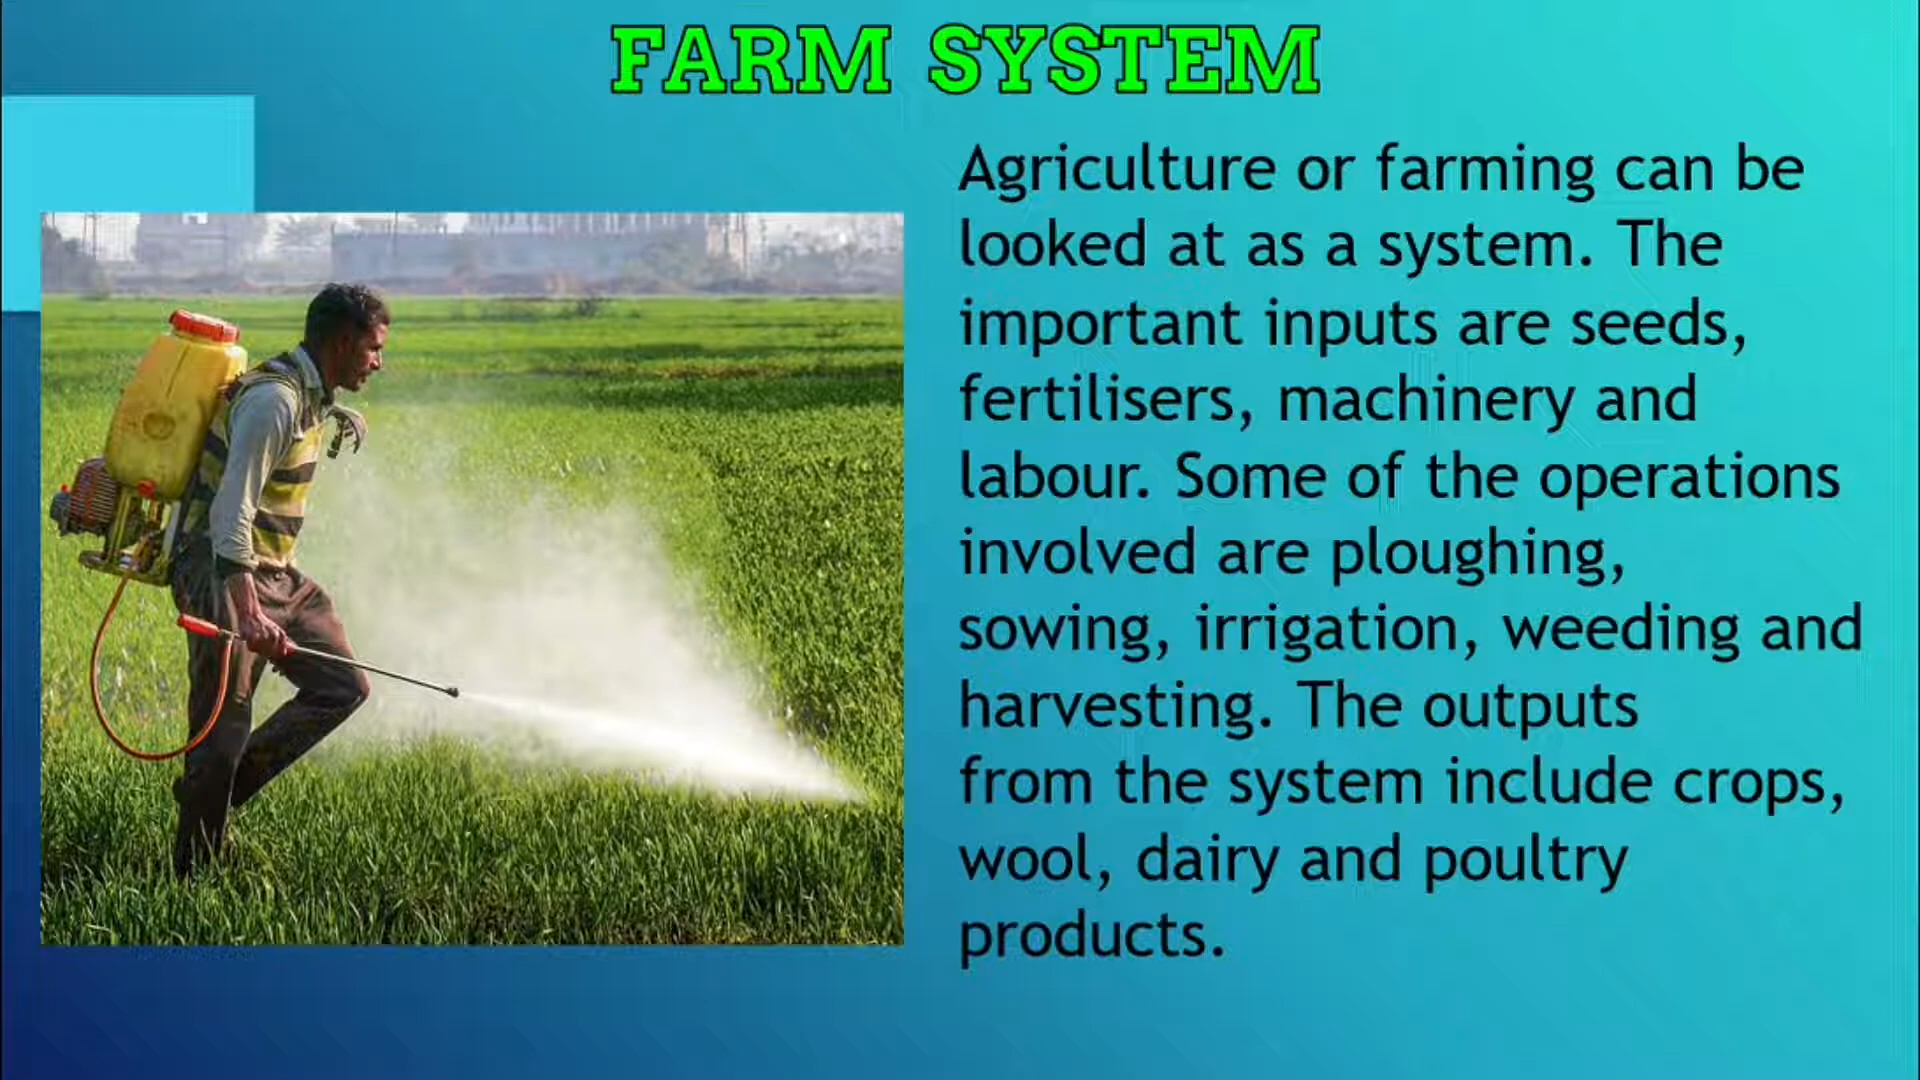 FARM SYSTEM
Agriculture or farming can be
looked at as a system. The
important inputs are seeds,
fertilisers, machinery and
labour. Some of the operations
involved are ploughing,
sowing, irrigation, weeding and
harvesting. The outputs
from the system include crops,
wool, dairy and poultry
products.